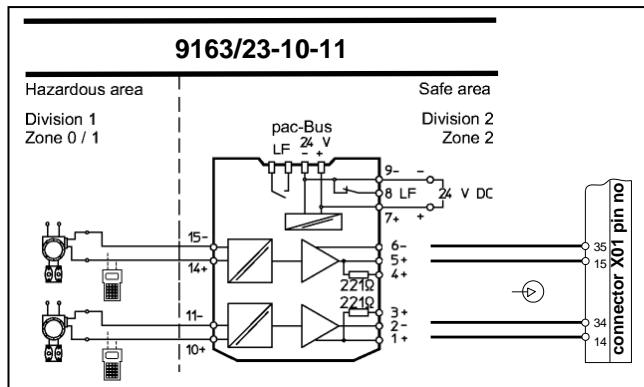 9163/23-10-11
Hazardous area
Safe area
Division 1
Zone 0 / 1
Division 2
Zone 2
pac-Bus
LF
24 V
- +
9-
-
8 LF
24 V DC
7+
+
15-
14+
6-
5+
4+
221Ω
221Ω
11-
10+
3+
2-
1+
35
15
34
14
connector X01 pin no